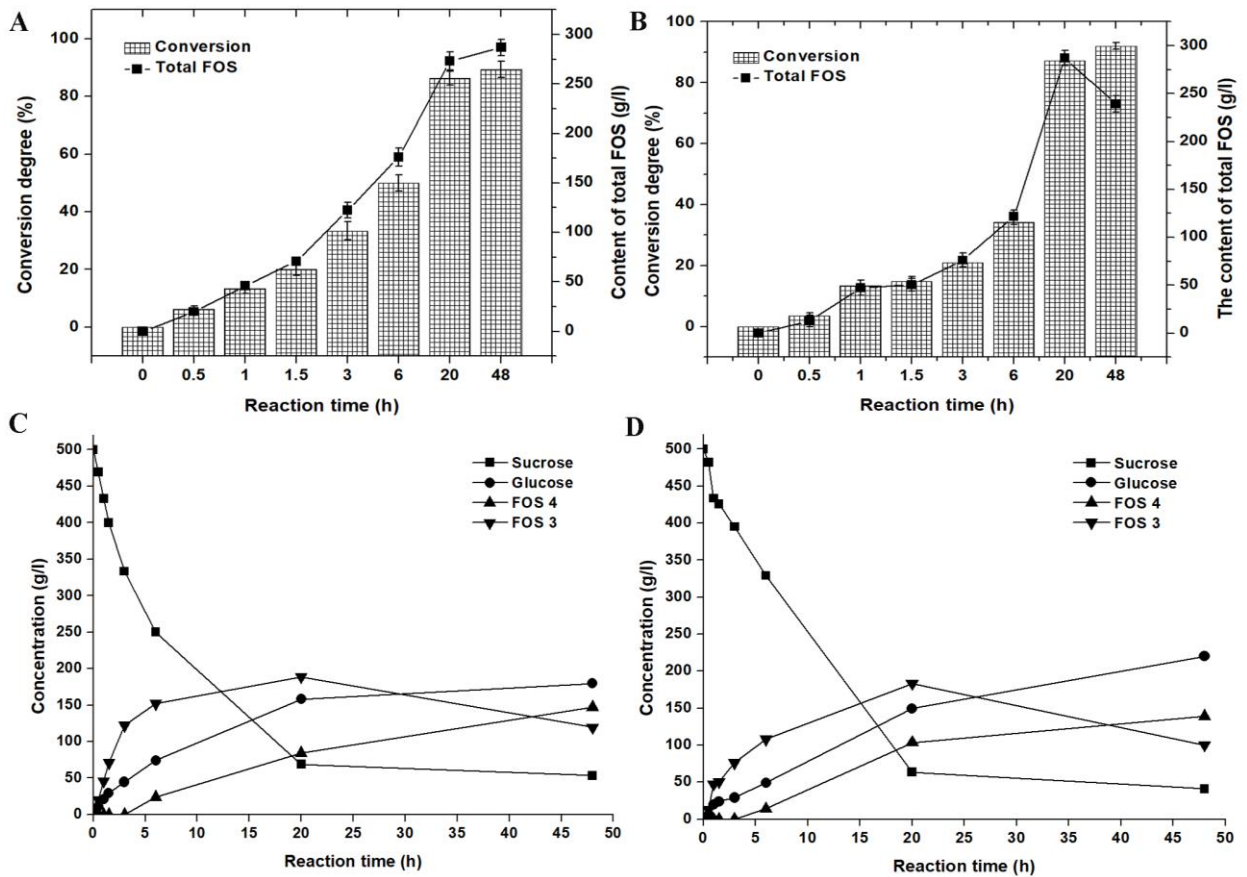 A
Conversion
Total FOS
Conversion degree (%)
100
80
60
40
20
0
Content of total FOS (g/l)
300
250
200
150
100
50
0
0 0.5 1 1.5 3 6 20 48
Reaction time (h)
B
Conversion
Total FOS
Conversion degree (%)
100
80
60
40
20
0
The content of total FOS (g/l)
300
250
200
150
100
50
0
0 0.5 1 1.5 3 6 20 48
Reaction time (h)
C
Sucrose
Glucose
FOS 4
FOS 3
Concentration (g/l)
500
450
400
350
300
250
200
150
100
50
0
0 5 10 15 20 25 30 35 40 45 50
Reaction time (h)
D
Sucrose
Glucose
FOS 4
FOS 3
Concentration (g/l)
500
450
400
350
300
250
200
150
100
50
0
0 5 10 15 20 25 30 35 40 45 50
Reaction time (h)